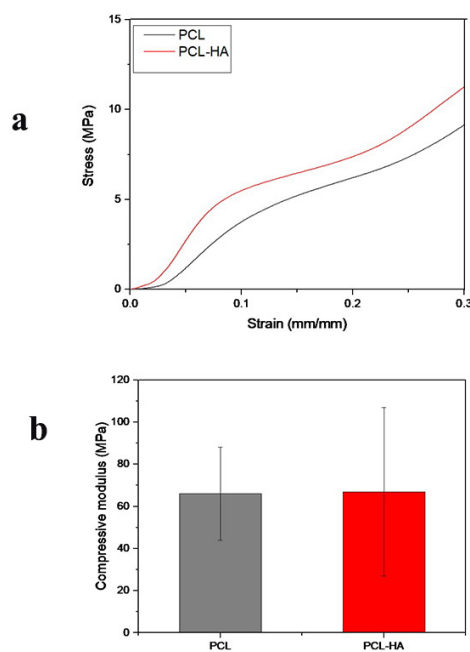 a
PCL
PCL-HA
Stress (MPa)
15
10
5
0
0.0
0.1
0.2
0.3
Strain (mm/mm)
b
Compressive modulus (MPa)
120
100
80
60
40
20
0
PCL
PCL-HA